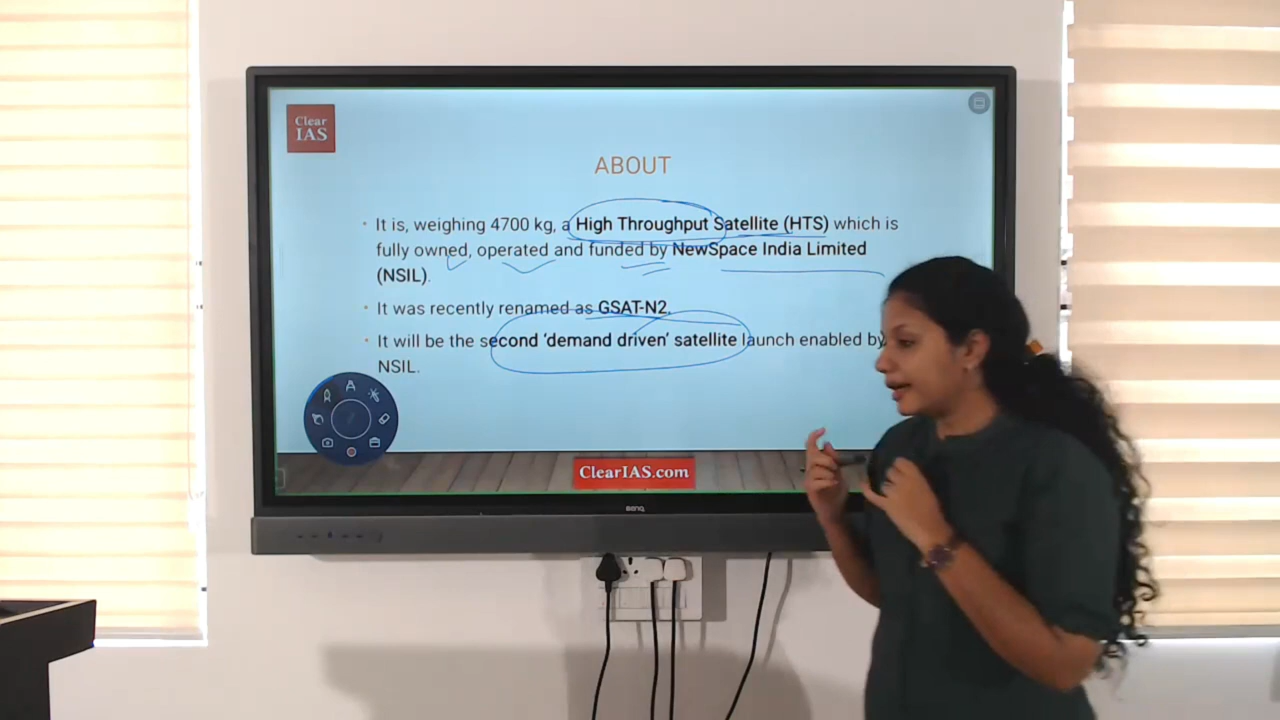 Clear
IAS
ABOUT
• It is, weighing 4700 kg, a High Throughput Satellite (HTS) which is
fully owned, operated and funded by NewSpace India Limited
(NSIL).
• It was recently renamed as GSAT-N2.
• It will be the second ‘demand driven’ satellite launch enabled by
NSIL.
ClearIAS.com
BenQ